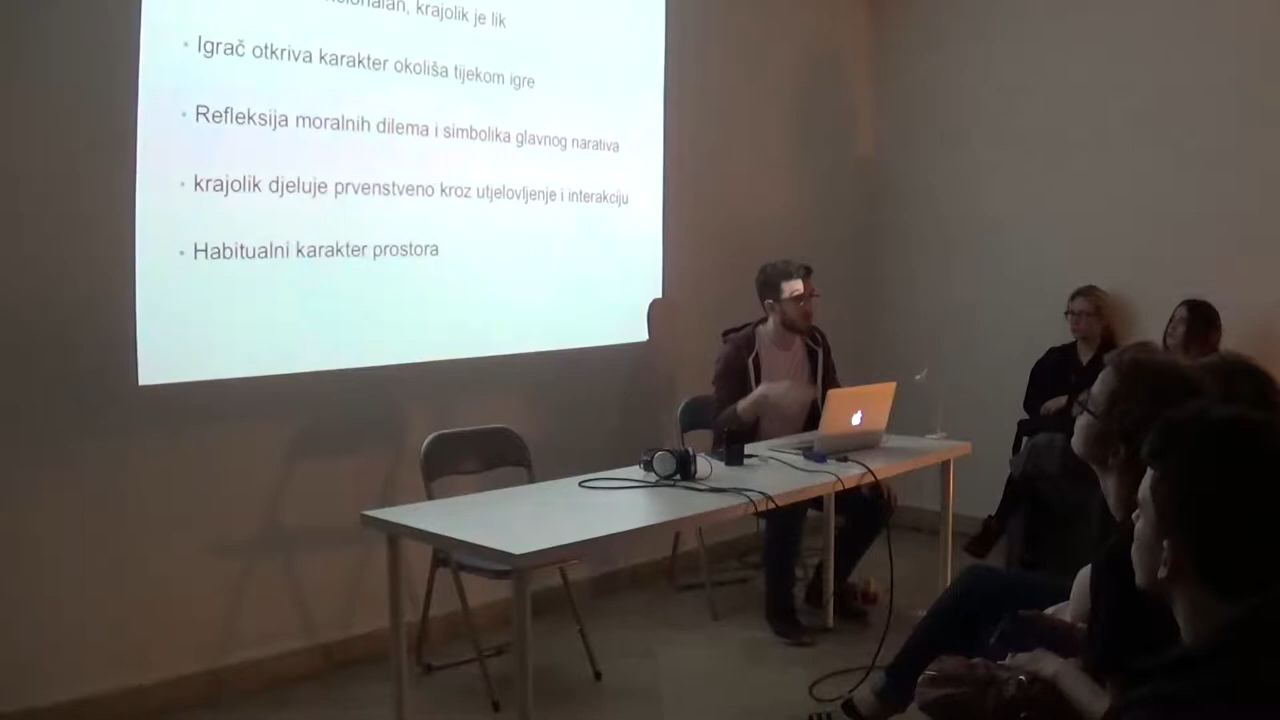 krajolik je lik
Igrač otkriva karakter okoliša tijekom igre
Refleksija moralnih dilema i simbolika glavnog narativa
krajolik djeluje prvenstveno kroz utjelovljenje i interakciju
Habitualni karakter prostora